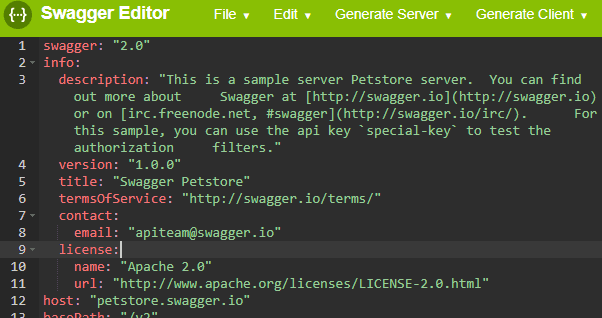 {··} Swagger Editor File ▼ Edit ▼ Generate Server ▼ Generate Client ▼
1 swagger: "2.0"
2 info:
3 description: "This is a sample server Petstore server.  You can find
out more about     Swagger at [http://swagger.io](http://swagger.io)
or on [irc.freenode.net, #swagger](http://swagger.io/irc/).      For
this sample, you can use the api key `special-key` to test the
authorization     filters."
4 version: "1.0.0"
5 title: "Swagger Petstore"
6 termsOfService: "http://swagger.io/terms/"
7 contact:
8 email: "apiteam@swagger.io"
9 license:
10 name: "Apache 2.0"
11 url: "http://www.apache.org/licenses/LICENSE-2.0.html"
12 host: "petstore.swagger.io"
13 basePath: "/v2"